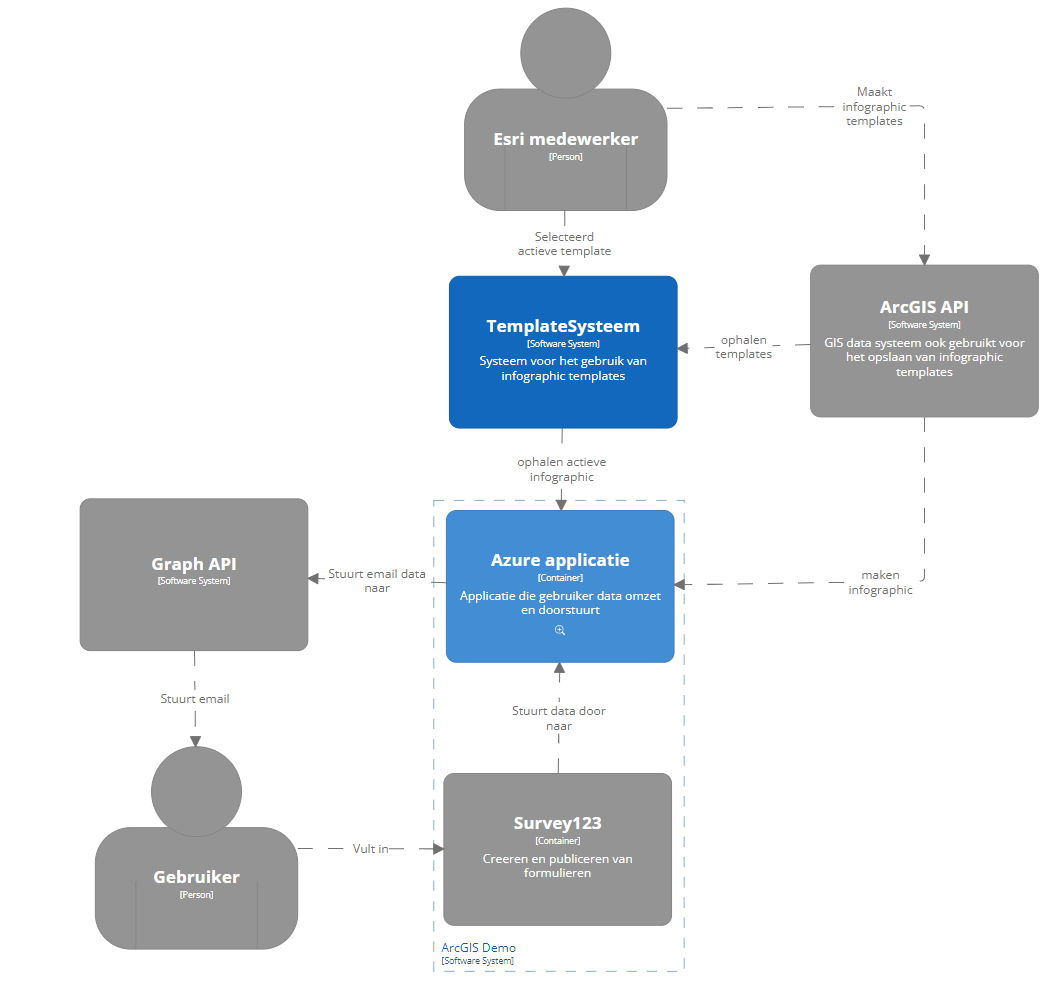 Esri medewerker
[Person]
Maakt
infographic
templates
Selecteerd
actieve template
TemplateSysteem
[Software System]
Systeem voor het gebruik van
infographic templates
ophalen
templates
ArcGIS API
[Software System]
GIS data systeem ook gebruikt voor
het opslaan van infographic
templates
ophalen actieve
infographic
Graph API
[Software System]
Stuurt email data
naar
Azure applicatie
[Container]
Applicatie die gebruiker data omzet
en doorstuurt
maken
infographic
Stuurt email
Stuurt data door
naar
Gebruiker
[Person]
Vult in
Survey123
[Container]
Creeren en publiceren van
formulieren
ArcGIS Demo
[Software System]